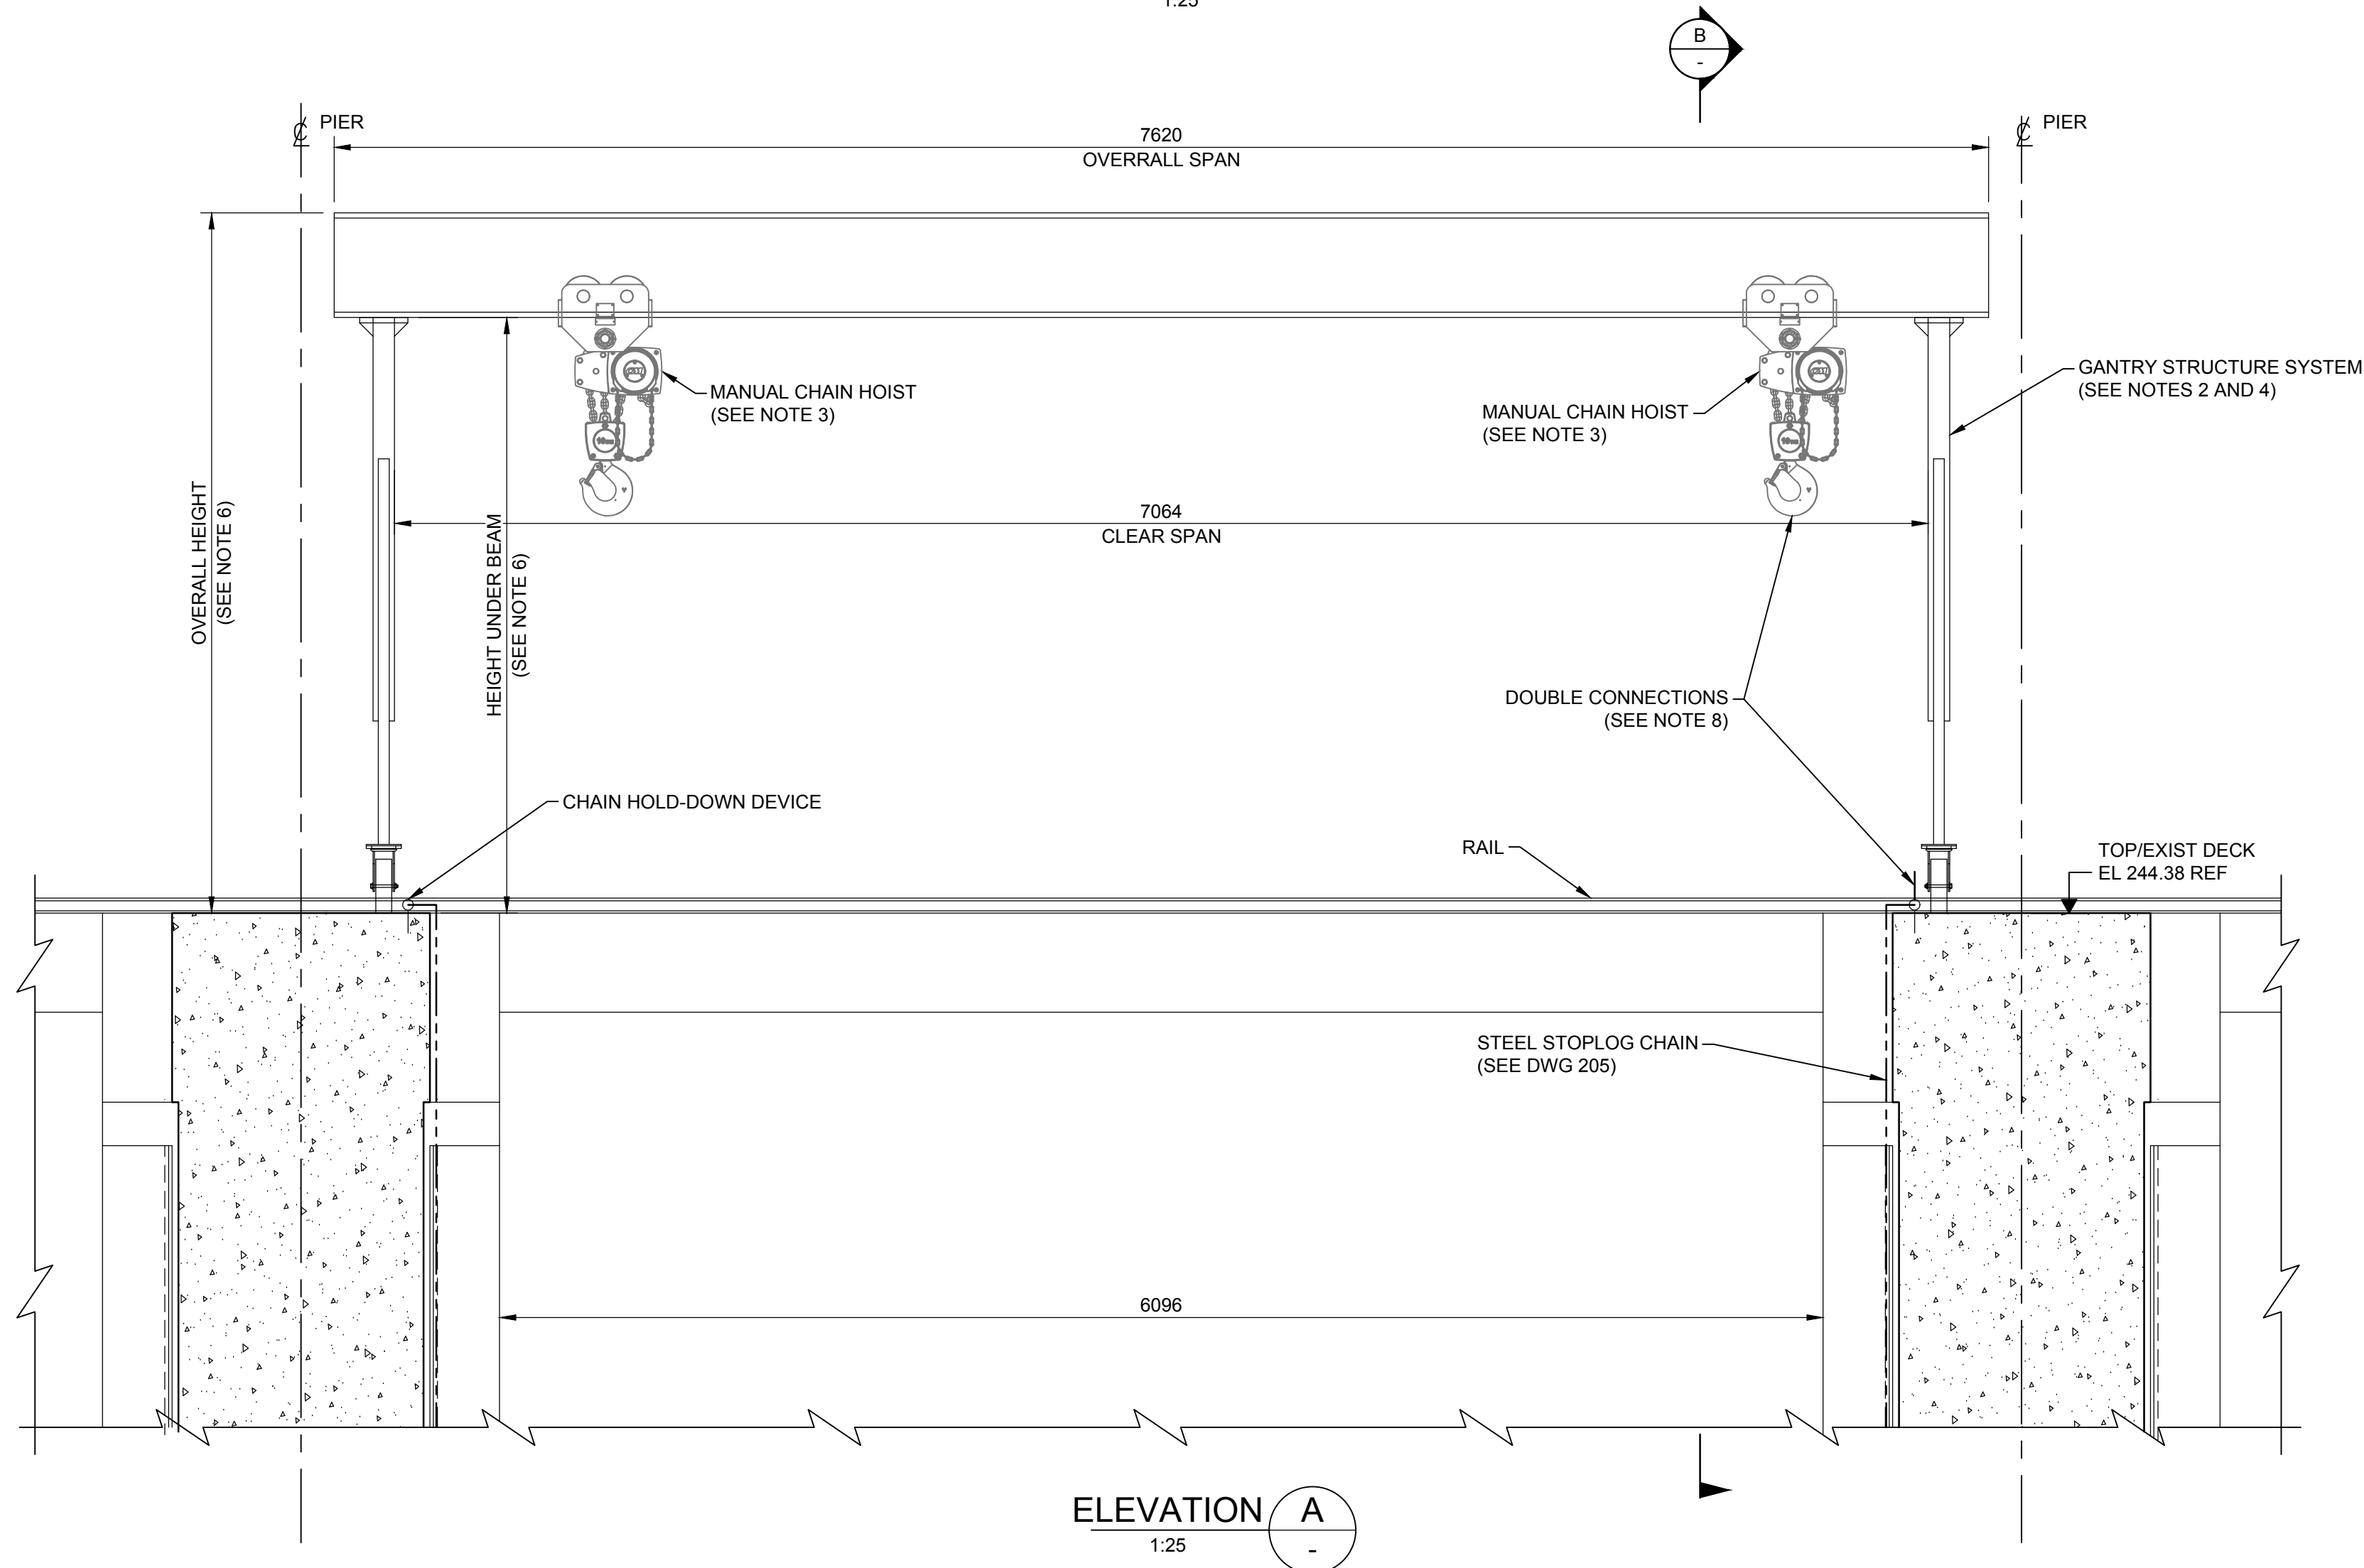 1:25
B
-
PIER
PIER
7620
OVERRALL SPAN
GANTRY STRUCTURE SYSTEM
(SEE NOTES 2 AND 4)
MANUAL CHAIN HOIST
(SEE NOTE 3)
MANUAL CHAIN HOIST
(SEE NOTE 3)
OVERALL HEIGHT
(SEE NOTE 6)
HEIGHT UNDER BEAM
(SEE NOTE 6)
7064
CLEAR SPAN
DOUBLE CONNECTIONS
(SEE NOTE 8)
CHAIN HOLD-DOWN DEVICE
RAIL
TOP/EXIST DECK
EL 244.38 REF
STEEL STOPLOG CHAIN
(SEE DWG 205)
6096
ELEVATION
A
1:25
-